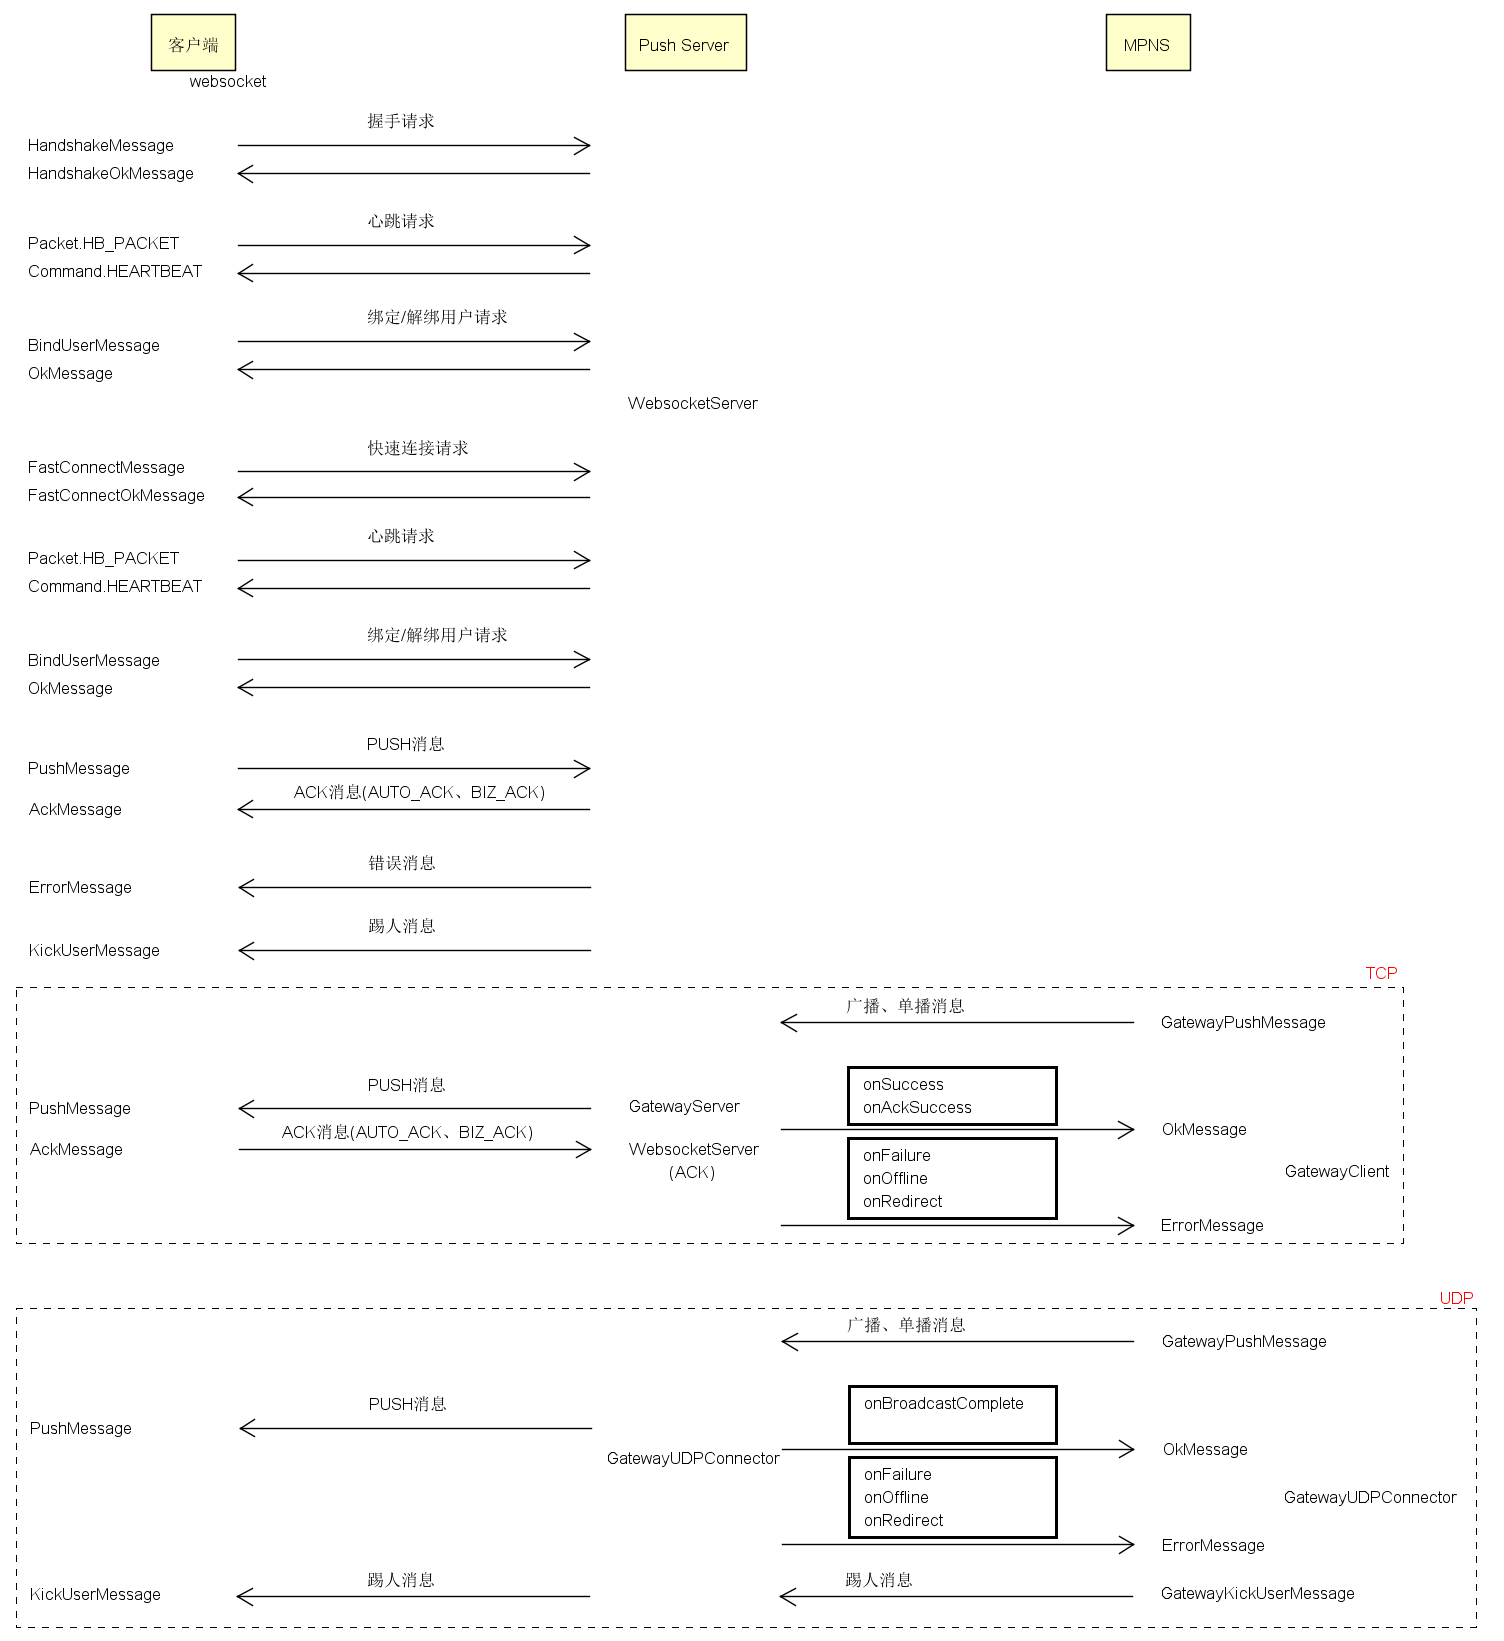 客户端
Push Server
MPNS
websocket
握手请求
HandshakeMessage
HandshakeOkMessage
心跳请求
Packet.HB_PACKET
Command.HEARTBEAT
绑定/解绑用户请求
BindUserMessage
OkMessage
WebsocketServer
快速连接请求
FastConnectMessage
FastConnectOkMessage
心跳请求
Packet.HB_PACKET
Command.HEARTBEAT
绑定/解绑用户请求
BindUserMessage
OkMessage
PUSH消息
PushMessage
ACK消息(AUTO_ACK、BIZ_ACK)
AckMessage
错误消息
ErrorMessage
踢人消息
KickUserMessage
TCP
广播、单播消息
GatewayPushMessage
PUSH消息
onSuccess
PushMessage
GatewayServer
onAckSuccess
ACK消息(AUTO_ACK、BIZ_ACK)
OkMessage
AckMessage
WebsocketServer
(ACK)
onFailure
onOffline
onRedirect
GatewayClient
ErrorMessage
UDP
广播、单播消息
GatewayPushMessage
PUSH消息
onBroadcastComplete
PushMessage
GatewayUDPConnector
OkMessage
onFailure
onOffline
onRedirect
GatewayUDPConnector
ErrorMessage
踢人消息
踢人消息
KickUserMessage
GatewayKickUserMessage